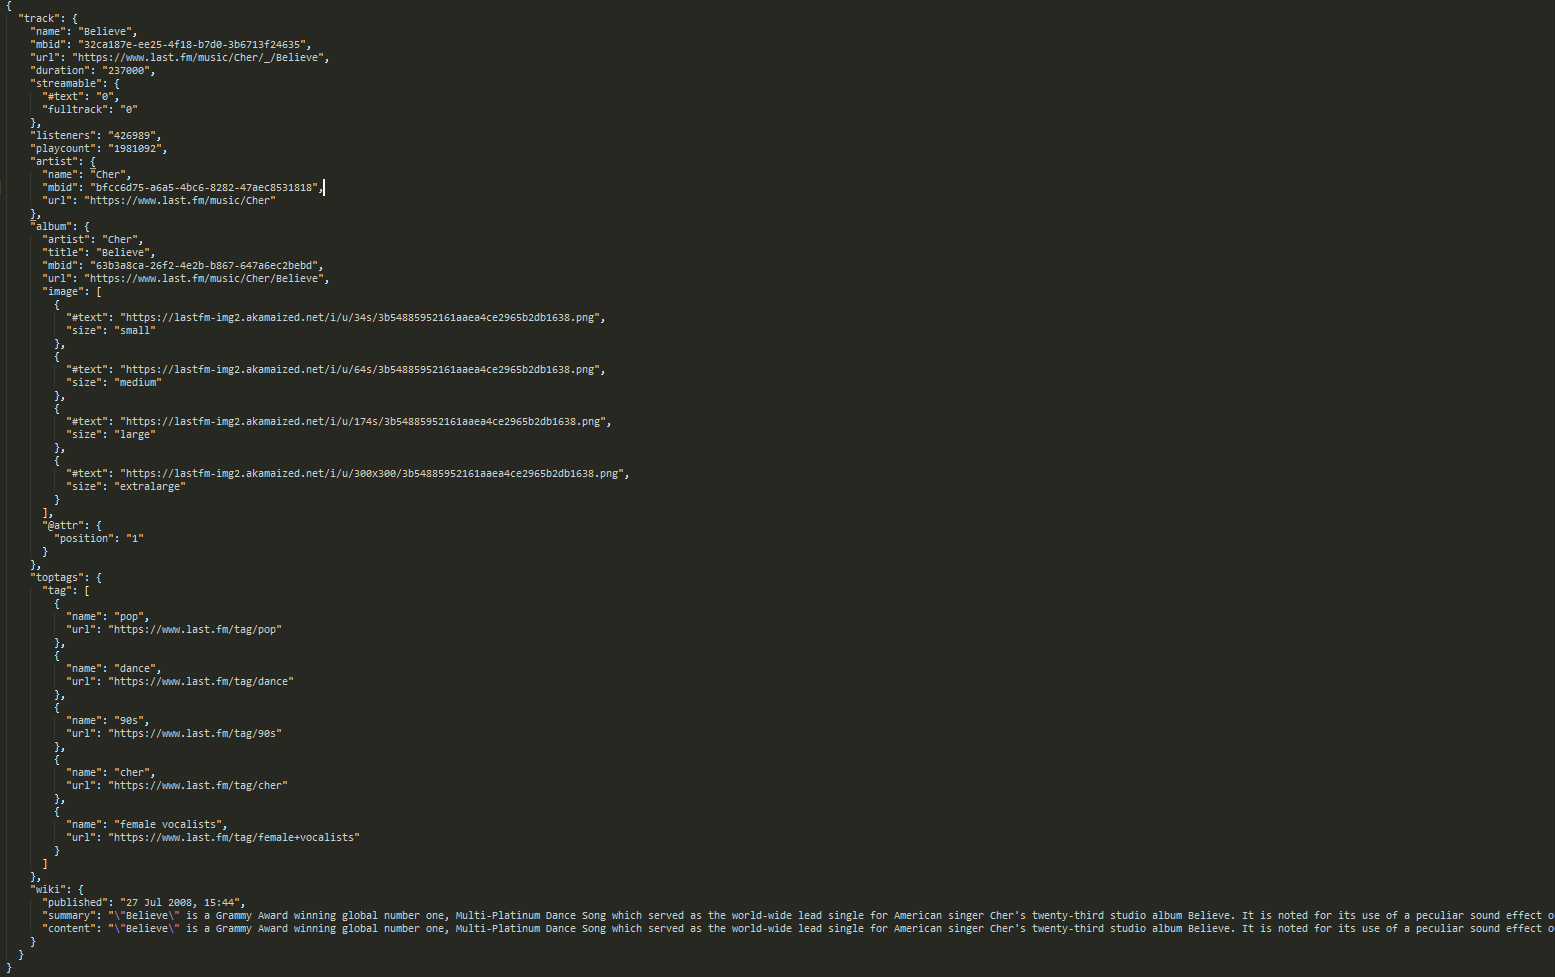 {
  "track": {
    "name": "Believe",
    "mbid": "32ca187e-ee25-4f18-b7d0-3b6713f24635",
    "url": "https://www.last.fm/music/Cher/_/Believe",
    "duration": "237000",
    "streamable": {
      "#text": "0",
      "fulltrack": "0"
    },
    "listeners": "426989",
    "playcount": "1981092",
    "artist": {
      "name": "Cher",
      "mbid": "bfcc6d75-a6a5-4bc6-8282-47aec8531818",
      "url": "https://www.last.fm/music/Cher"
    },
    "album": {
      "artist": "Cher",
      "title": "Believe",
      "mbid": "63b3a8ca-26f2-4e2b-b867-647a6ec2bebd",
      "url": "https://www.last.fm/music/Cher/Believe",
      "image": [
        {
          "#text": "https://lastfm-img2.akamaized.net/i/u/34s/3b54885952161aaea4ce2965b2db1638.png",
          "size": "small"
        },
        {
          "#text": "https://lastfm-img2.akamaized.net/i/u/64s/3b54885952161aaea4ce2965b2db1638.png",
          "size": "medium"
        },
        {
          "#text": "https://lastfm-img2.akamaized.net/i/u/174s/3b54885952161aaea4ce2965b2db1638.png",
          "size": "large"
        },
        {
          "#text": "https://lastfm-img2.akamaized.net/i/u/300x300/3b54885952161aaea4ce2965b2db1638.png",
          "size": "extralarge"
        }
      ],
      "@attr": {
        "position": "1"
      }
    },
    "toptags": {
      "tag": [
        {
          "name": "pop",
          "url": "https://www.last.fm/tag/pop"
        },
        {
          "name": "dance",
          "url": "https://www.last.fm/tag/dance"
        },
        {
          "name": "90s",
          "url": "https://www.last.fm/tag/90s"
        },
        {
          "name": "cher",
          "url": "https://www.last.fm/tag/cher"
        },
        {
          "name": "female vocalists",
          "url": "https://www.last.fm/tag/female+vocalists"
        }
      ]
    },
    "wiki": {
      "published": "27 Jul 2008, 15:44",
      "summary": "\"Believe\" is a Grammy Award winning global number one, Multi-Platinum Dance Song which served as the world-wide lead single for American singer Cher's twenty-third studio album Believe. It is noted for its use of a peculiar sound effect o
      "content": "\"Believe\" is a Grammy Award winning global number one, Multi-Platinum Dance Song which served as the world-wide lead single for American singer Cher's twenty-third studio album Believe. It is noted for its use of a peculiar sound effect o
    }
  }
}